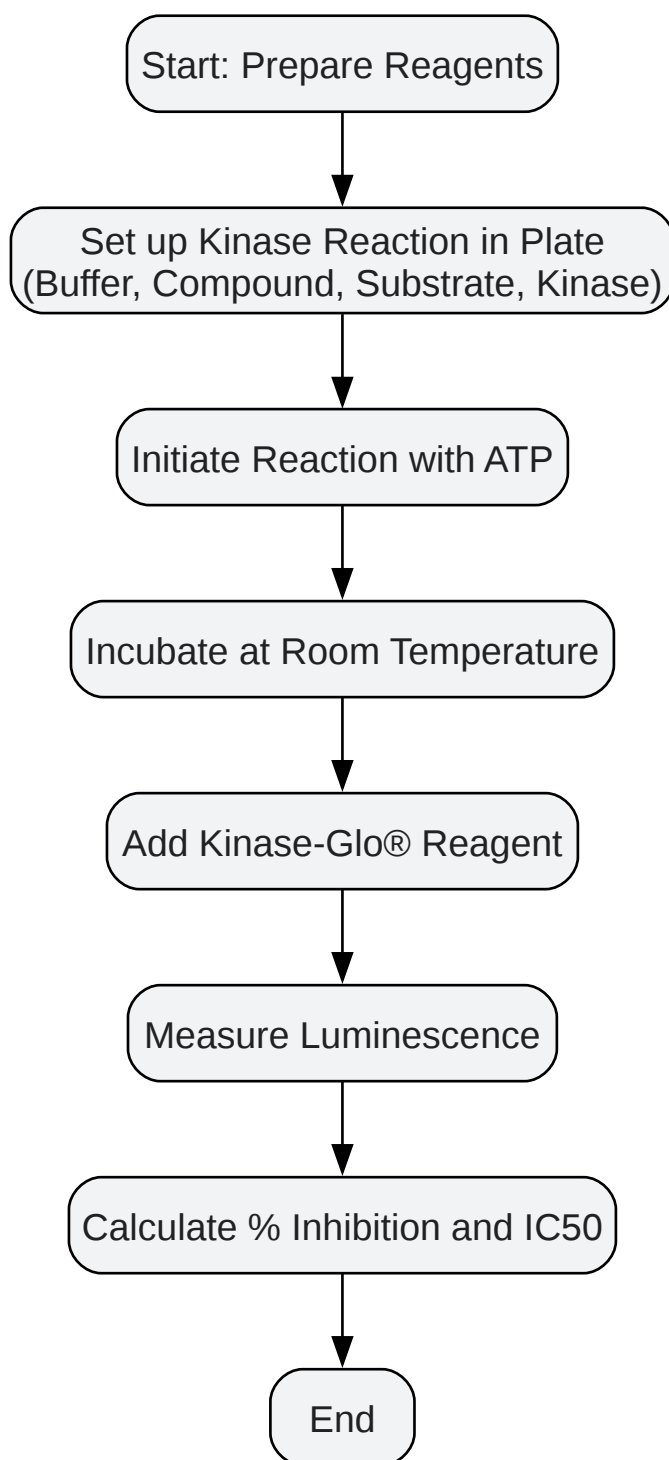 Start: Prepare Reagents
Set up Kinase Reaction in Plate
(Buffer, Compound, Substrate, Kinase)
Initiate Reaction with ATP
Incubate at Room Temperature
Add Kinase-Glo® Reagent
Measure Luminescence
Calculate % Inhibition and IC50
End